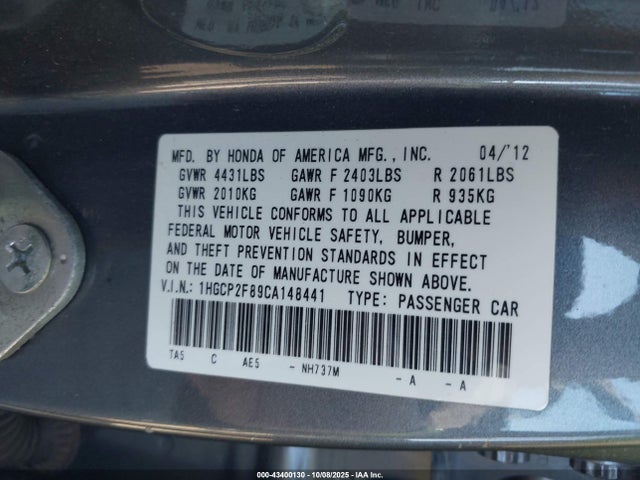 MFD. BY HONDA OF AMERICA MFG., INC. 04/'12
GVWR 4431LBS GAWR F 2403LBS R 2061LBS
GVWR 2010KG GAWR F 1090KG R 935KG
THIS VEHICLE CONFORMS TO ALL APPLICABLE
FEDERAL MOTOR VEHICLE SAFETY, BUMPER,
AND THEFT PREVENTION STANDARDS IN EFFECT
ON THE DATE OF MANUFACTURE SHOWN ABOVE.
V.I.N.: 1HGCP2F89CA148441 TYPE: PASSENGER CAR
TA5 C AE5 - NH737M - A - A
000-43400130 - 10/08/2025 - IAA Inc.